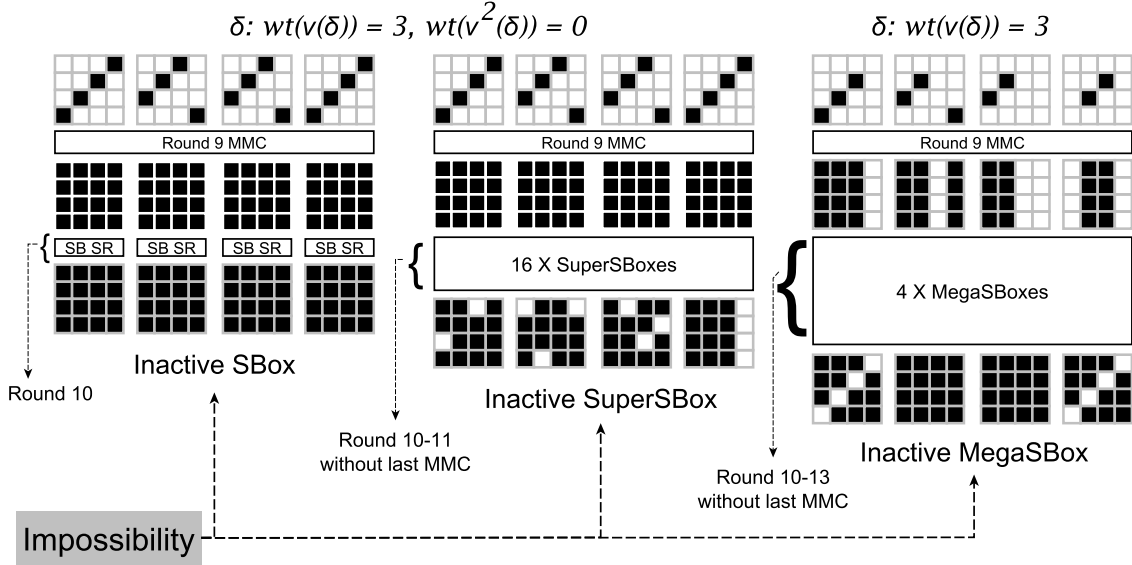 δ: wt(v(δ)) = 3, wt(v²(δ)) = 0
δ: wt(v(δ)) = 3
Round 9 MMC
Round 9 MMC
Round 9 MMC
SB SR
SB SR
SB SR
SB SR
16 X SuperSBoxes
4 X MegaSBoxes
Inactive SBox
Round 10
Inactive SuperSBox
Round 10-11
without last MMC
Inactive MegaSBox
Round 10-13
without last MMC
Impossibility